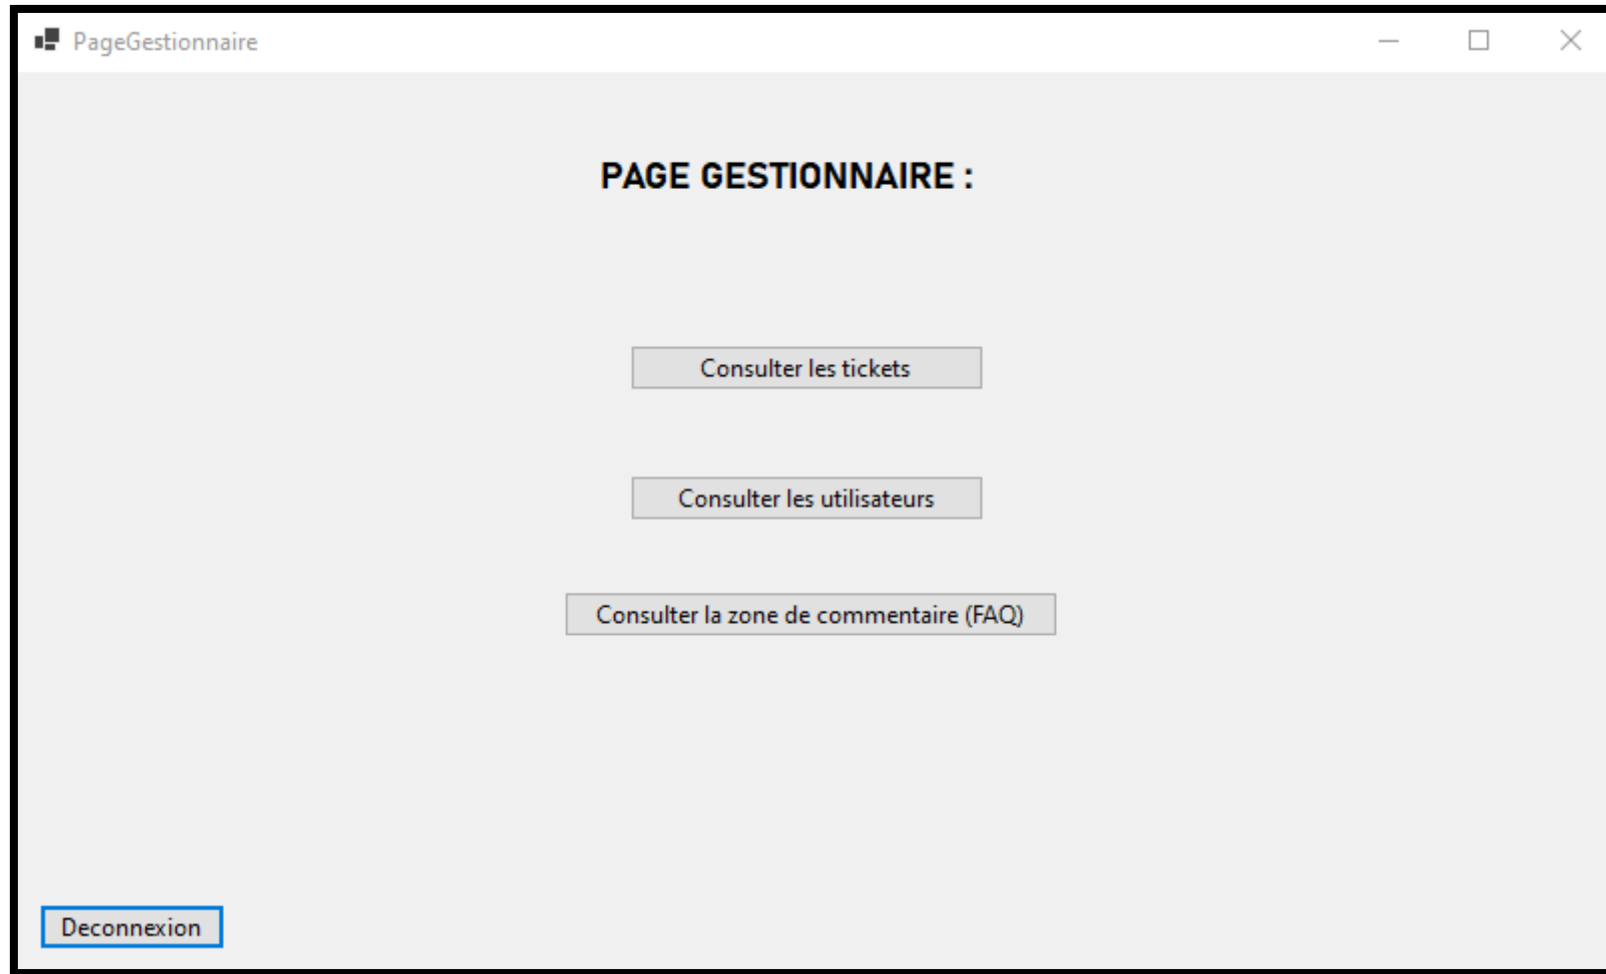 PageGestionnaire
PAGE GESTIONNAIRE :
Consulter les tickets
Consulter les utilisateurs
Consulter la zone de commentaire (FAQ)
Deconnexion